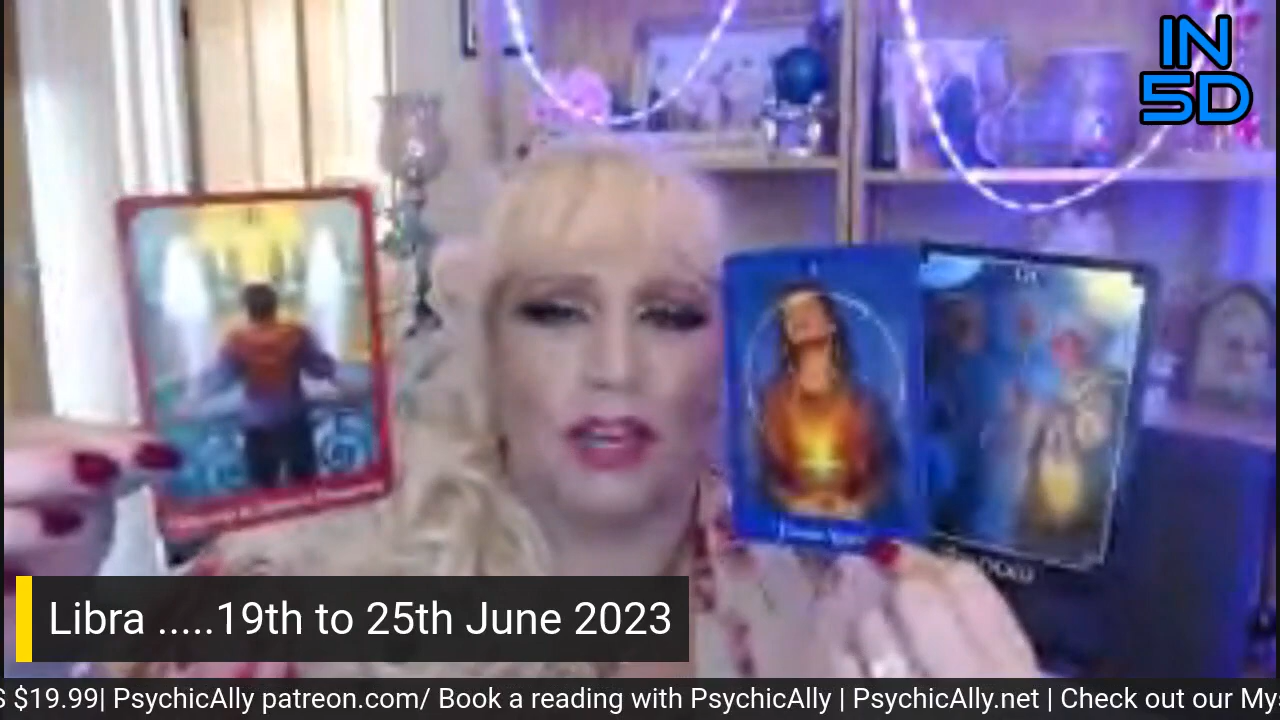 IN
5D
Libra .....19th to 25th June 2023
$19.99| PsychicAlly patreon.com/ Book a reading with PsychicAlly | PsychicAlly.net | Check out our My